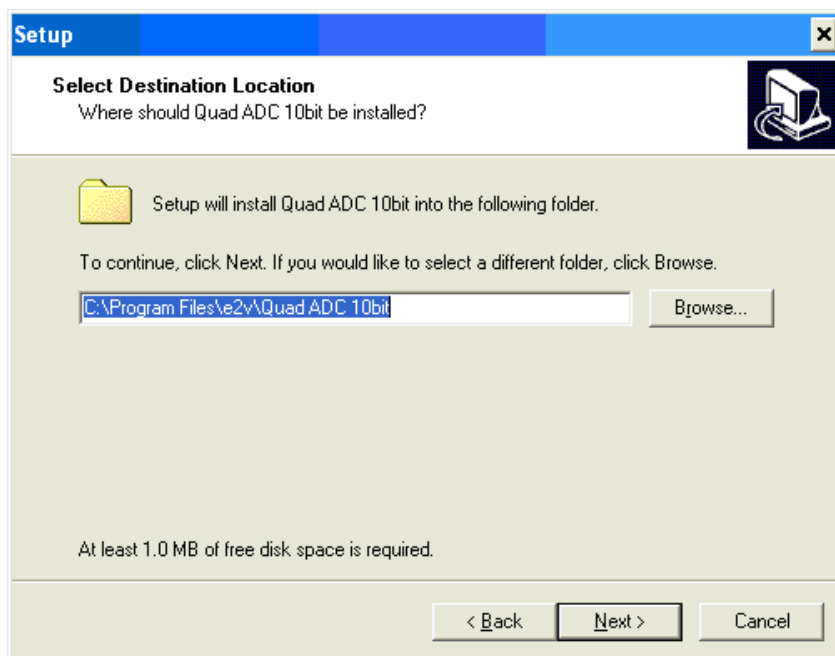 Setup
Select Destination Location
Where should Quad ADC 10bit be installed?
Setup will install Quad ADC 10bit into the following folder.
To continue, click Next. If you would like to select a different folder, click Browse.
C:\Program Files\e2v\Quad ADC 10bit
Browse...
At least 1.0 MB of free disk space is required.
< Back Next > Cancel